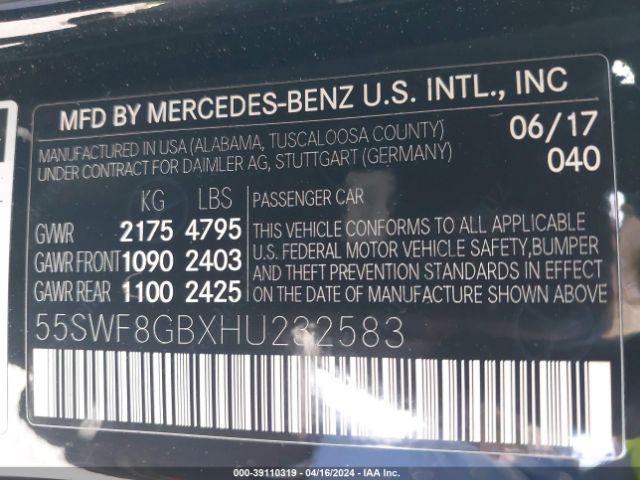 MFD BY MERCEDES-BENZ U.S. INTL., INC
MANUFACTURED IN USA (ALABAMA, TUSCALOOSA COUNTY)
UNDER CONTRACT FOR DAIMLER AG, STUTTGART (GERMANY)
06/17
040
KG LBS
GVWR 2175 4795
GAWR FRONT 1090 2403
GAWR REAR 1100 2425
PASSENGER CAR
THIS VEHICLE CONFORMS TO ALL APPLICABLE
U.S. FEDERAL MOTOR VEHICLE SAFETY, BUMPER
AND THEFT PREVENTION STANDARDS IN EFFECT
ON THE DATE OF MANUFACTURE SHOWN ABOVE.
55SWF8GBXHU232583
000-39110319 / 04/16/2024 / IAA Inc.